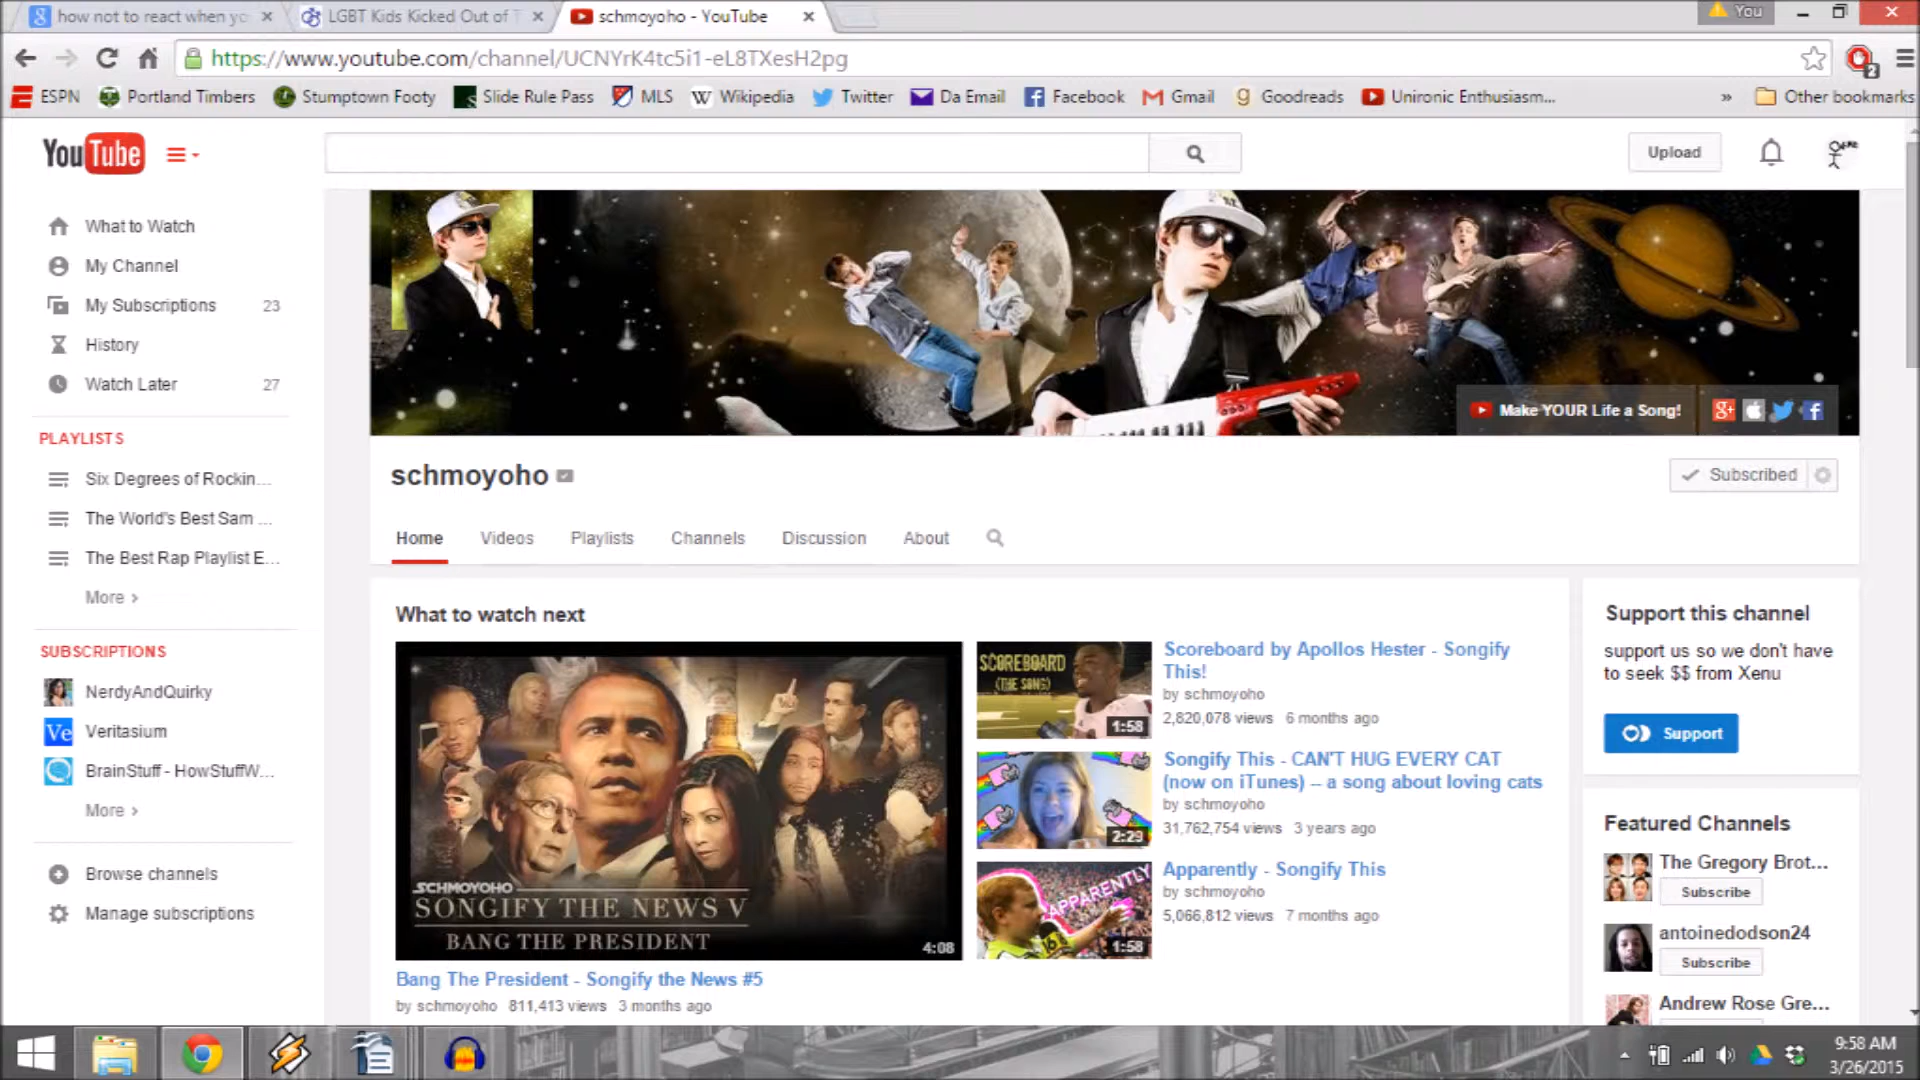 how not to react when yo
LGBT Kids Kicked Out of T
schmoyoho - YouTube
You
https://www.youtube.com/channel/UCNYrK4tc5i1-eL8TXesH2pg
2
ESPN
Portland Timbers
Stumptown Footy
Slide Rule Pass
MLS
Wikipedia
Twitter
Da Email
Facebook
Gmail
Goodreads
Unironic Enthusiasm...
»
Other bookmarks
YouTube
Upload
What to Watch
My Channel
My Subscriptions 23
History
Watch Later 27
PLAYLISTS
Six Degrees of Rockin...
The World's Best Sam ...
The Best Rap Playlist E...
More ›
SUBSCRIPTIONS
NerdyAndQuirky
Ve Veritasium
BrainStuff - HowStuffW...
More ›
Browse channels
Manage subscriptions
Make YOUR Life a Song!
schmoyoho
Subscribed
Home
Videos
Playlists
Channels
Discussion
About
What to watch next
SCHMOYOHO
SONGIFY THE NEWS V
BANG THE PRESIDENT
4:08
Bang The President - Songify the News #5
by schmoyoho 811,413 views 3 months ago
SCOREBOARD
(THE SONG)
1:58
Scoreboard by Apollos Hester - Songify
This!
by schmoyoho
2,820,078 views 6 months ago
2:29
Songify This - CAN'T HUG EVERY CAT
(now on iTunes) -- a song about loving cats
by schmoyoho
31,762,754 views 3 years ago
APPARENTLY
1:58
Apparently - Songify This
by schmoyoho
5,066,812 views 7 months ago
Support this channel
support us so we don't have
to seek $$ from Xenu
Support
Featured Channels
The Gregory Brot...
Subscribe
antoinedodson24
Subscribe
Andrew Rose Gre...
9:58 AM
3/26/2015